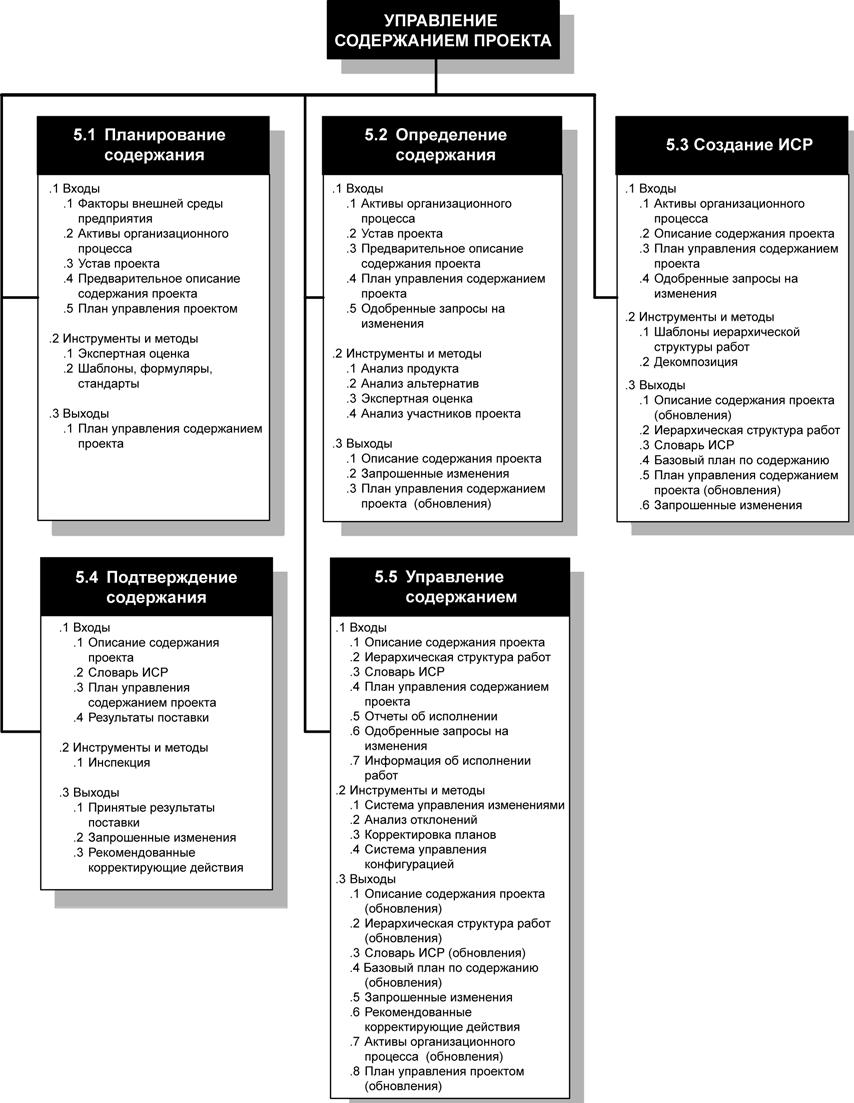 УПРАВЛЕНИЕ
СОДЕРЖАНИЕМ ПРОЕКТА
5.1 Планирование
содержания
.1 Входы
.1 Факторы внешней среды
предприятия
.2 Активы организационного
процесса
.3 Устав проекта
.4 Предварительное описание
содержания проекта
.5 План управления проектом
.2 Инструменты и методы
.1 Экспертная оценка
.2 Шаблоны, формуляры,
стандарты
.3 Выходы
.1 План управления содержанием
проекта
5.2 Определение
содержания
.1 Входы
.1 Активы организационного
процесса
.2 Устав проекта
.3 Предварительное описание
содержания проекта
.4 План управления содержанием
проекта
.5 Одобренные запросы на
изменения
.2 Инструменты и методы
.1 Анализ продукта
.2 Анализ альтернатив
.3 Экспертная оценка
.4 Анализ участников проекта
.3 Выходы
.1 Описание содержания проекта
.2 Запрошенные изменения
.3 План управления содержанием
проекта (обновления)
5.3 Создание ИСР
.1 Входы
.1 Активы организационного
процесса
.2 Описание содержания проекта
.3 План управления содержанием
проекта
.4 Одобренные запросы на
изменения
.2 Инструменты и методы
.1 Шаблоны иерархической
структуры работ
.2 Декомпозиция
.3 Выходы
.1 Описание содержания проекта
(обновления)
.2 Иерархическая структура работ
.3 Словарь ИСР
.4 Базовый план по содержанию
.5 План управления содержанием
проекта (обновления)
.6 Запрошенные изменения
5.4 Подтверждение
содержания
.1 Входы
.1 Описание содержания
проекта
.2 Словарь ИСР
.3 План управления
содержанием проекта
.4 Результаты поставки
.2 Инструменты и методы
.1 Инспекция
.3 Выходы
.1 Принятые результаты
поставки
.2 Запрошенные изменения
.3 Рекомендованные
корректирующие действия
5.5 Управление
содержанием
.1 Входы
.1 Описание содержания проекта
.2 Иерархическая структура работ
.3 Словарь ИСР
.4 План управления содержанием
проекта
.5 Отчеты об исполнении
.6 Одобренные запросы на
изменения
.7 Информация об исполнении
работ
.2 Инструменты и методы
.1 Система управления изменениями
.2 Анализ отклонений
.3 Корректировка планов
.4 Система управления
конфигурацией
.3 Выходы
.1 Описание содержания проекта
(обновления)
.2 Иерархическая структура работ
(обновления)
.3 Словарь ИСР (обновления)
.4 Базовый план по содержанию
(обновления)
.5 Запрошенные изменения
.6 Рекомендованные
корректирующие действия
.7 Активы организационного
процесса (обновления)
.8 План управления проектом
(обновления)